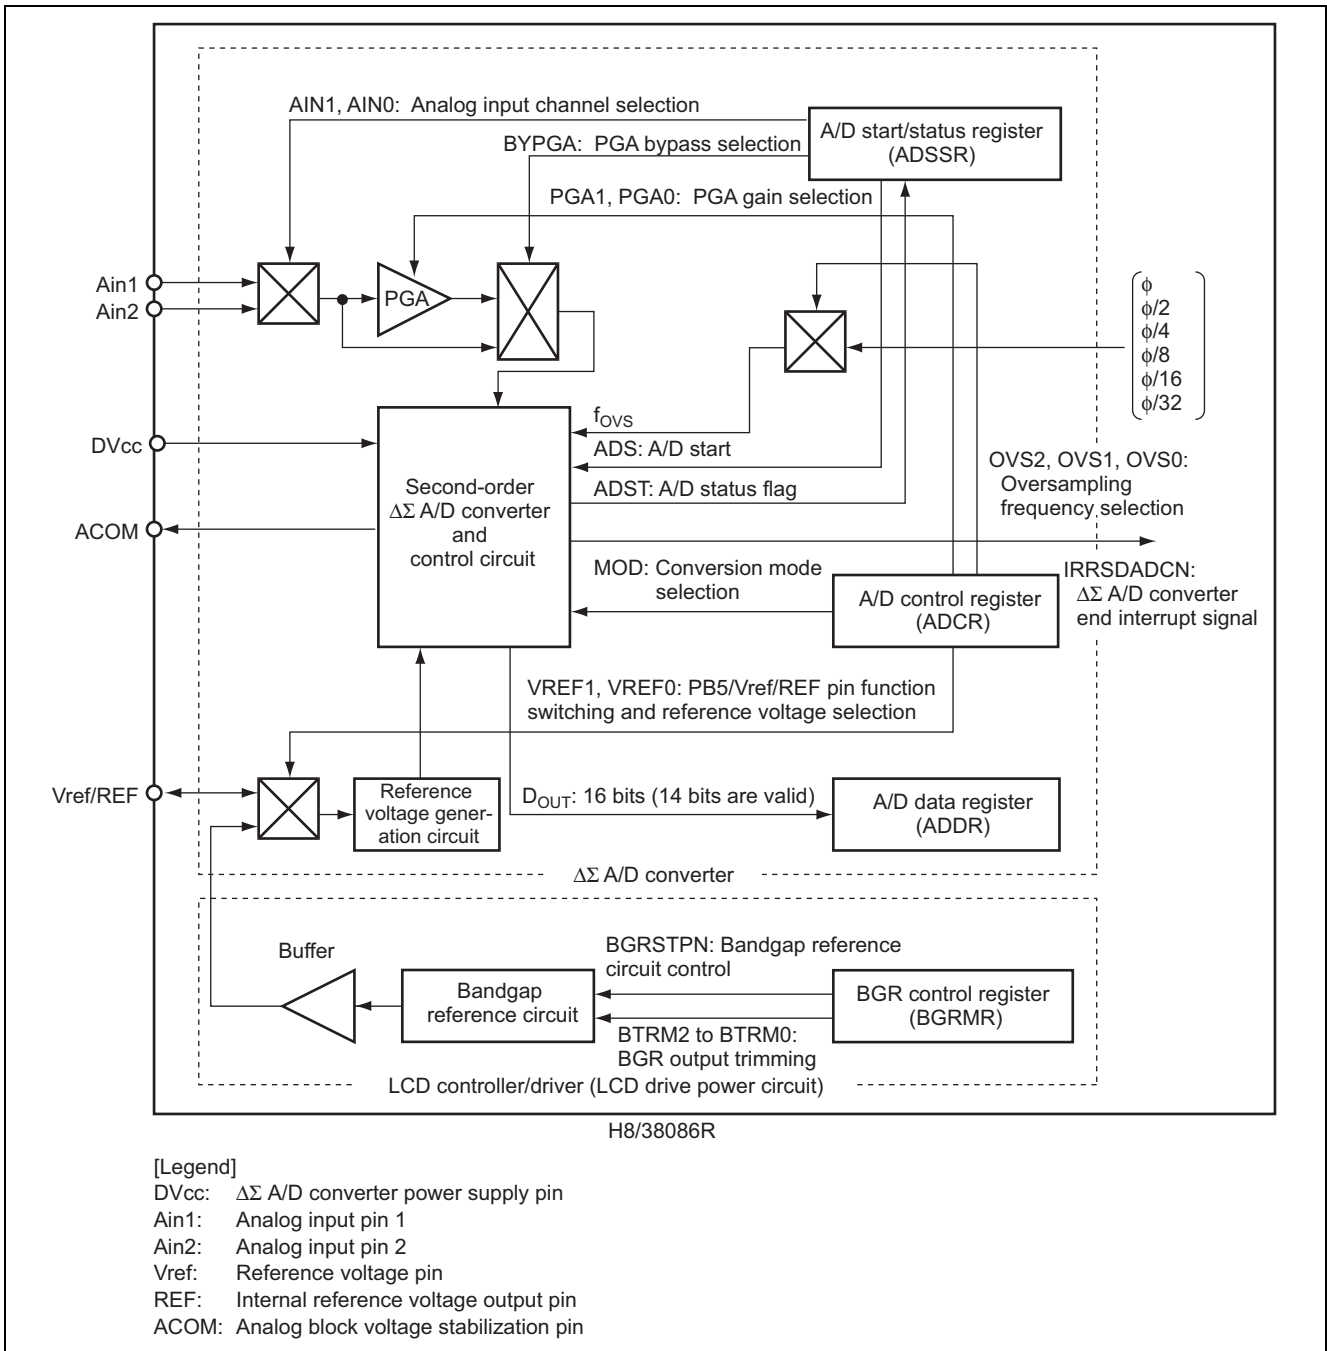 AIN1, AIN0: Analog input channel selection
A/D start/status register
(ADSSR)
BYPGA: PGA bypass selection
PGA1, PGA0: PGA gain selection
Ain1
Ain2
PGA
ϕ
ϕ/2
ϕ/4
ϕ/8
ϕ/16
ϕ/32
fOVS
DVcc
ADS: A/D start
OVS2, OVS1, OVS0:
Oversampling
frequency selection
ADST: A/D status flag
Second-order
ΔΣ A/D converter
and
control circuit
ACOM
MOD: Conversion mode
selection
A/D control register
(ADCR)
IRRSDADCN:
ΔΣ A/D converter
end interrupt signal
VREF1, VREF0: PB5/Vref/REF pin function
switching and reference voltage selection
Vref/REF
Reference
voltage gener-
ation circuit
DOUT: 16 bits (14 bits are valid)
A/D data register
(ADDR)
ΔΣ A/D converter
Buffer
Bandgap
reference circuit
BGRSTPN: Bandgap reference
circuit control
BGR control register
(BGRMR)
BTRM2 to BTRM0:
BGR output trimming
LCD controller/driver (LCD drive power circuit)
H8/38086R
[Legend]
DVcc: ΔΣ A/D converter power supply pin
Ain1: Analog input pin 1
Ain2: Analog input pin 2
Vref: Reference voltage pin
REF: Internal reference voltage output pin
ACOM: Analog block voltage stabilization pin